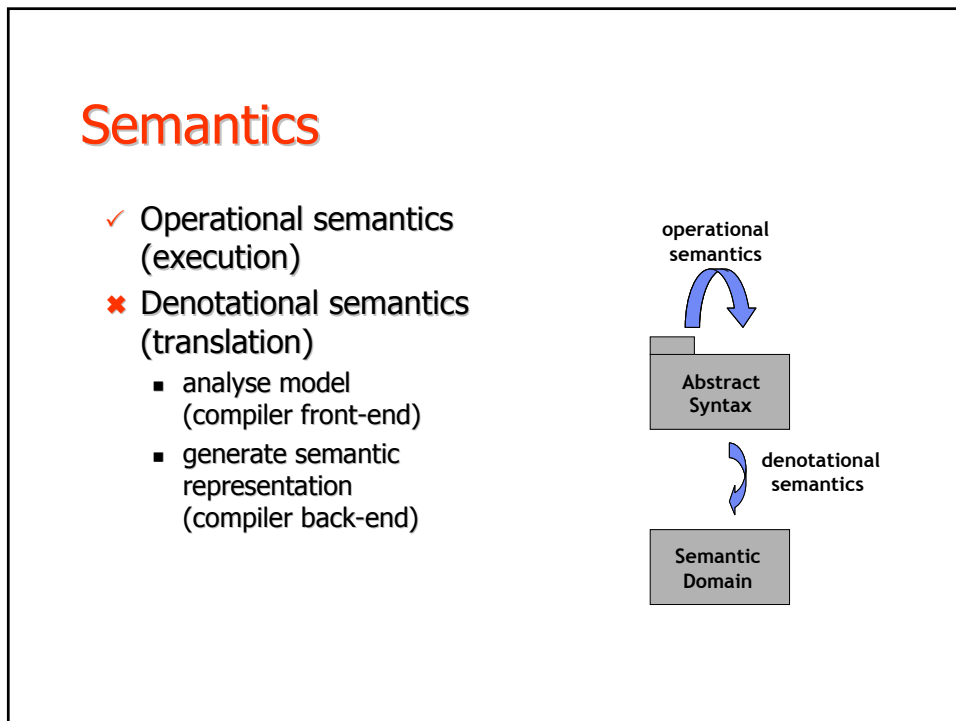 Semantics
✓ Operational semantics
(execution)
✖ Denotational semantics
(translation)
▪ analyse model
(compiler front-end)
▪ generate semantic
representation
(compiler back-end)
operational
semantics
Abstract
Syntax
denotational
semantics
Semantic
Domain